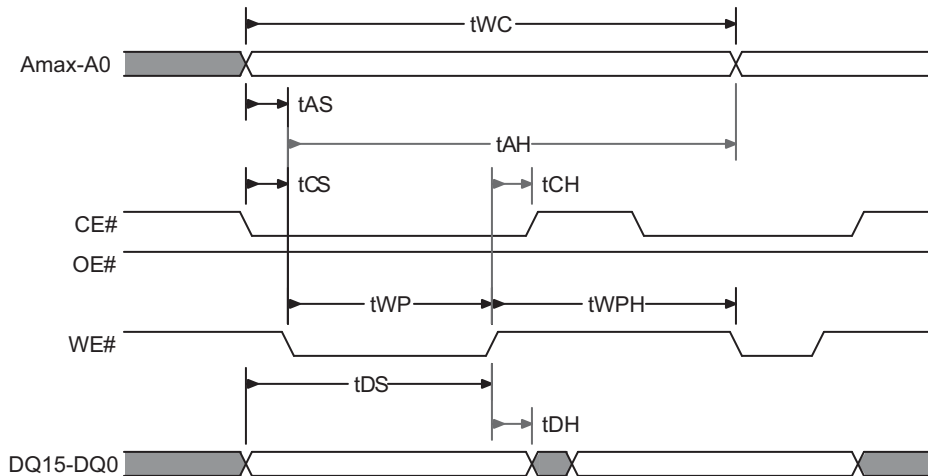 tWC
Amax-A0
tAS
tAH
tCS
tCH
CE#
OE#
tWP
tWPH
WE#
tDS
tDH
DQ15-DQ0